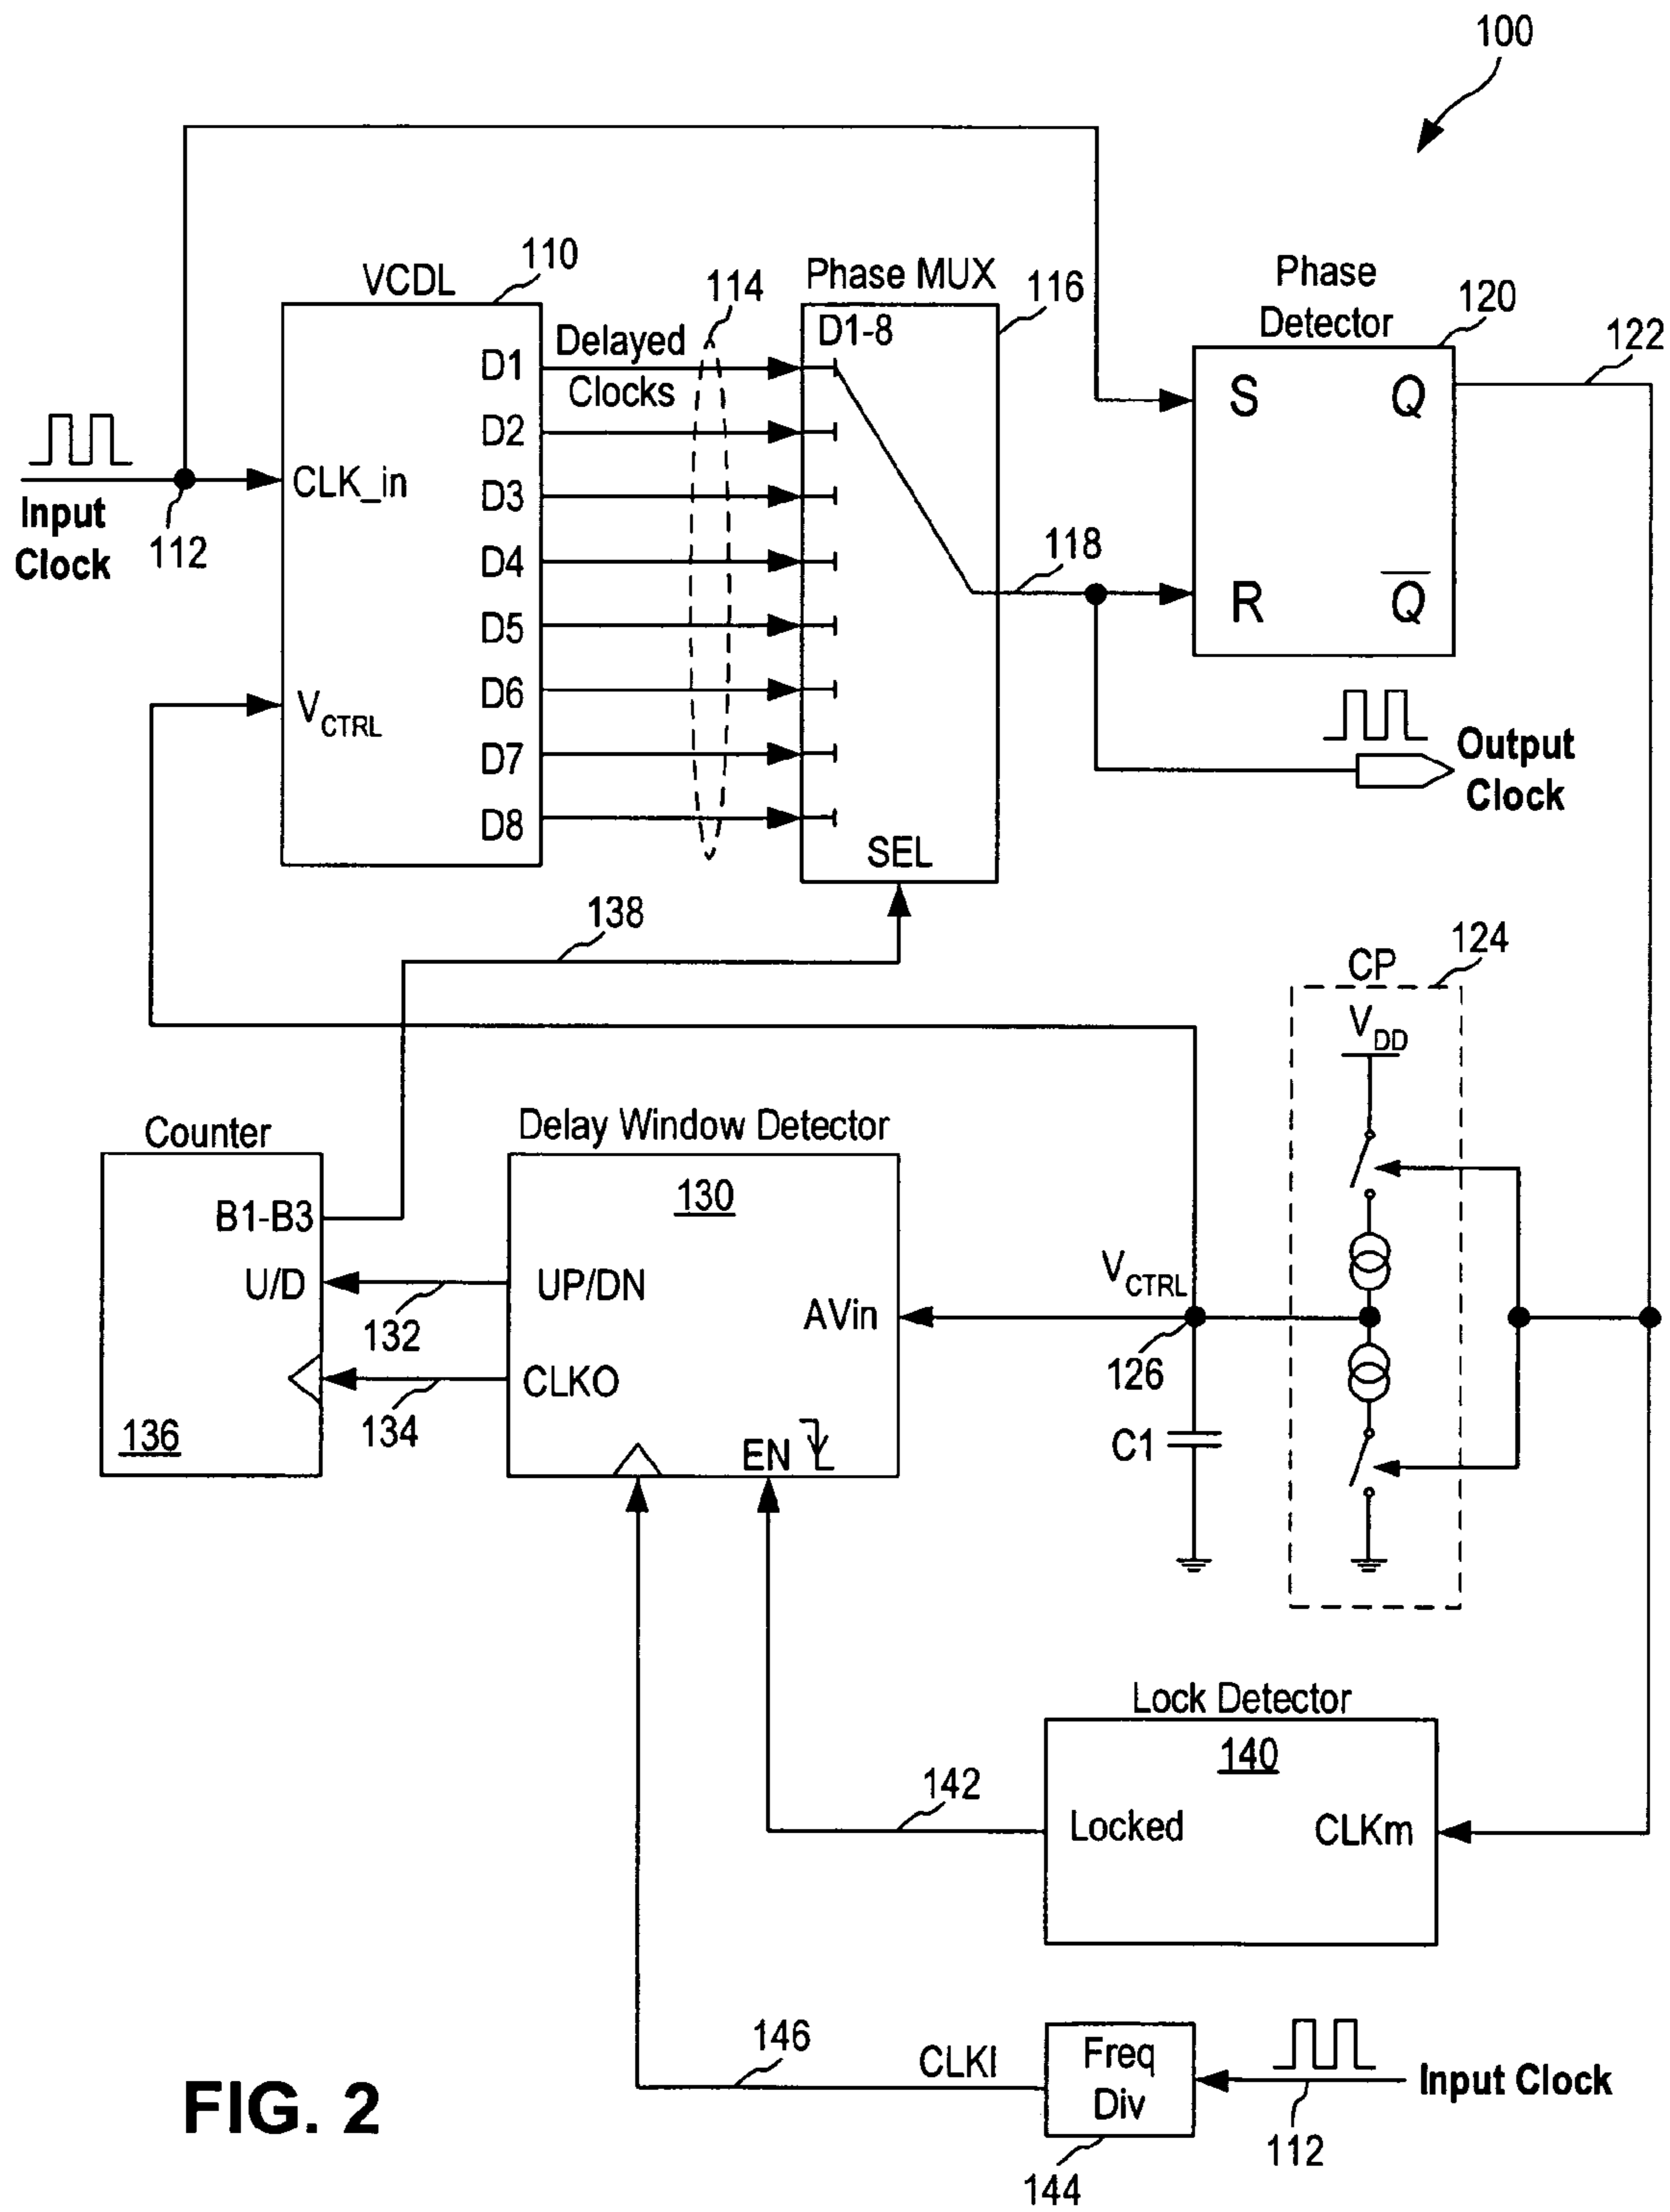 100
VCDL
110
Phase MUX
116
114
Phase
Detector
120
122
D1-8
D1
Delayed
Clocks
D2
D3
D4
D5
D6
D7
D8
CLK_in
Input
Clock
112
VCTRL
SEL
118
S
Q
R
Q̅
Output
Clock
138
CP
124
VDD
Counter
B1-B3
U/D
136
Delay Window Detector
130
UP/DN
AVin
CLKO
EN
132
134
VCTRL
126
C1
Lock Detector
140
Locked
CLKm
142
146
CLKI
Freq
Div
144
Input Clock
112
FIG. 2